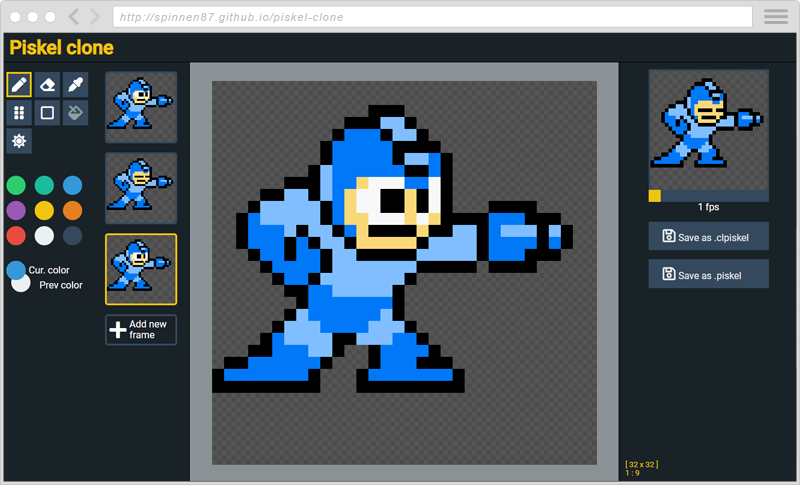 http://spinnen87.github.io/piskel-clone
Piskel clone
1 fps
Save as .clpiskel
Save as .piskel
Cur. color
Prev color
Add new
frame
[ 32 x 32 ]
1 : 9